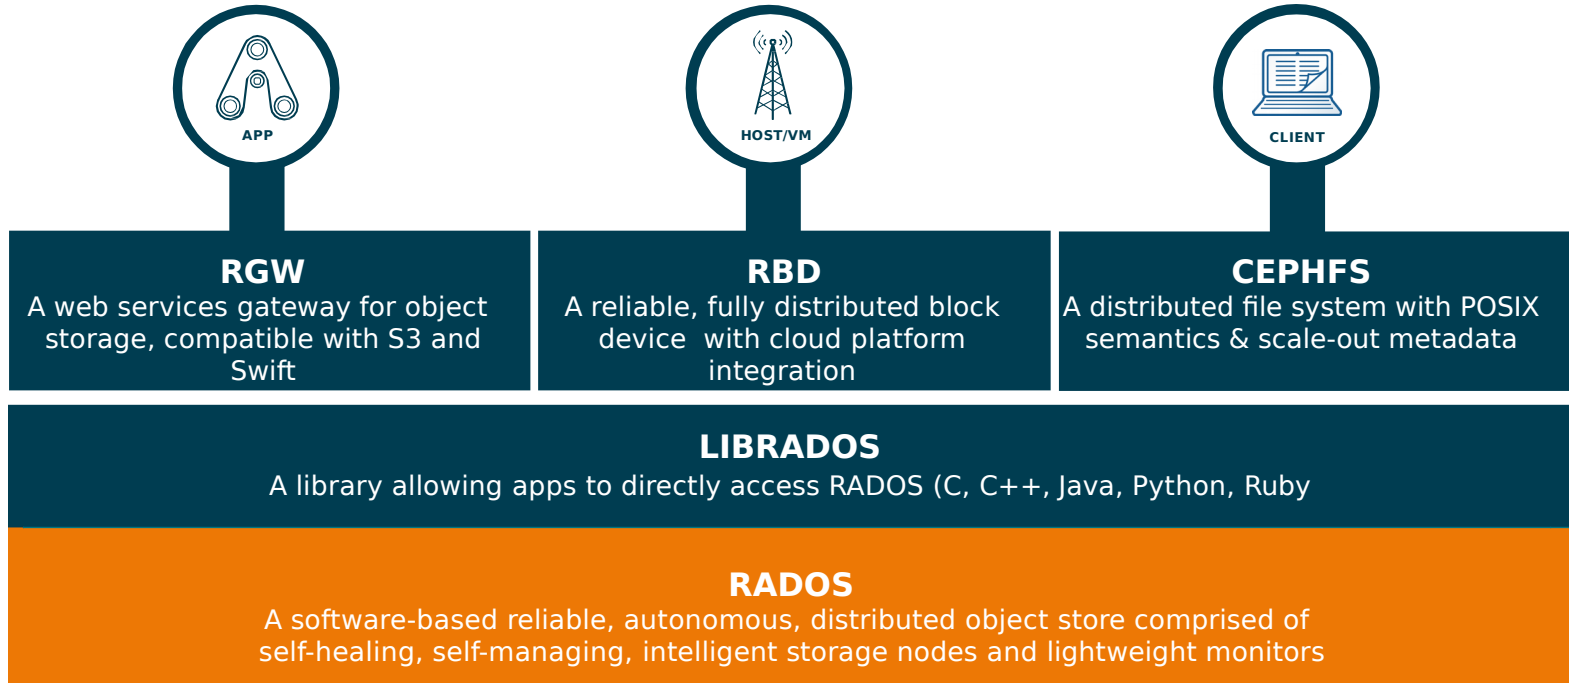 APP
HOST/VM
CLIENT
RGW
A web services gateway for object
storage, compatible with S3 and
Swift
RBD
A reliable, fully distributed block
device  with cloud platform
integration
CEPHFS
A distributed file system with POSIX
semantics & scale-out metadata
LIBRADOS
A library allowing apps to directly access RADOS (C, C++, Java, Python, Ruby
RADOS
A software-based reliable, autonomous, distributed object store comprised of
self-healing, self-managing, intelligent storage nodes and lightweight monitors